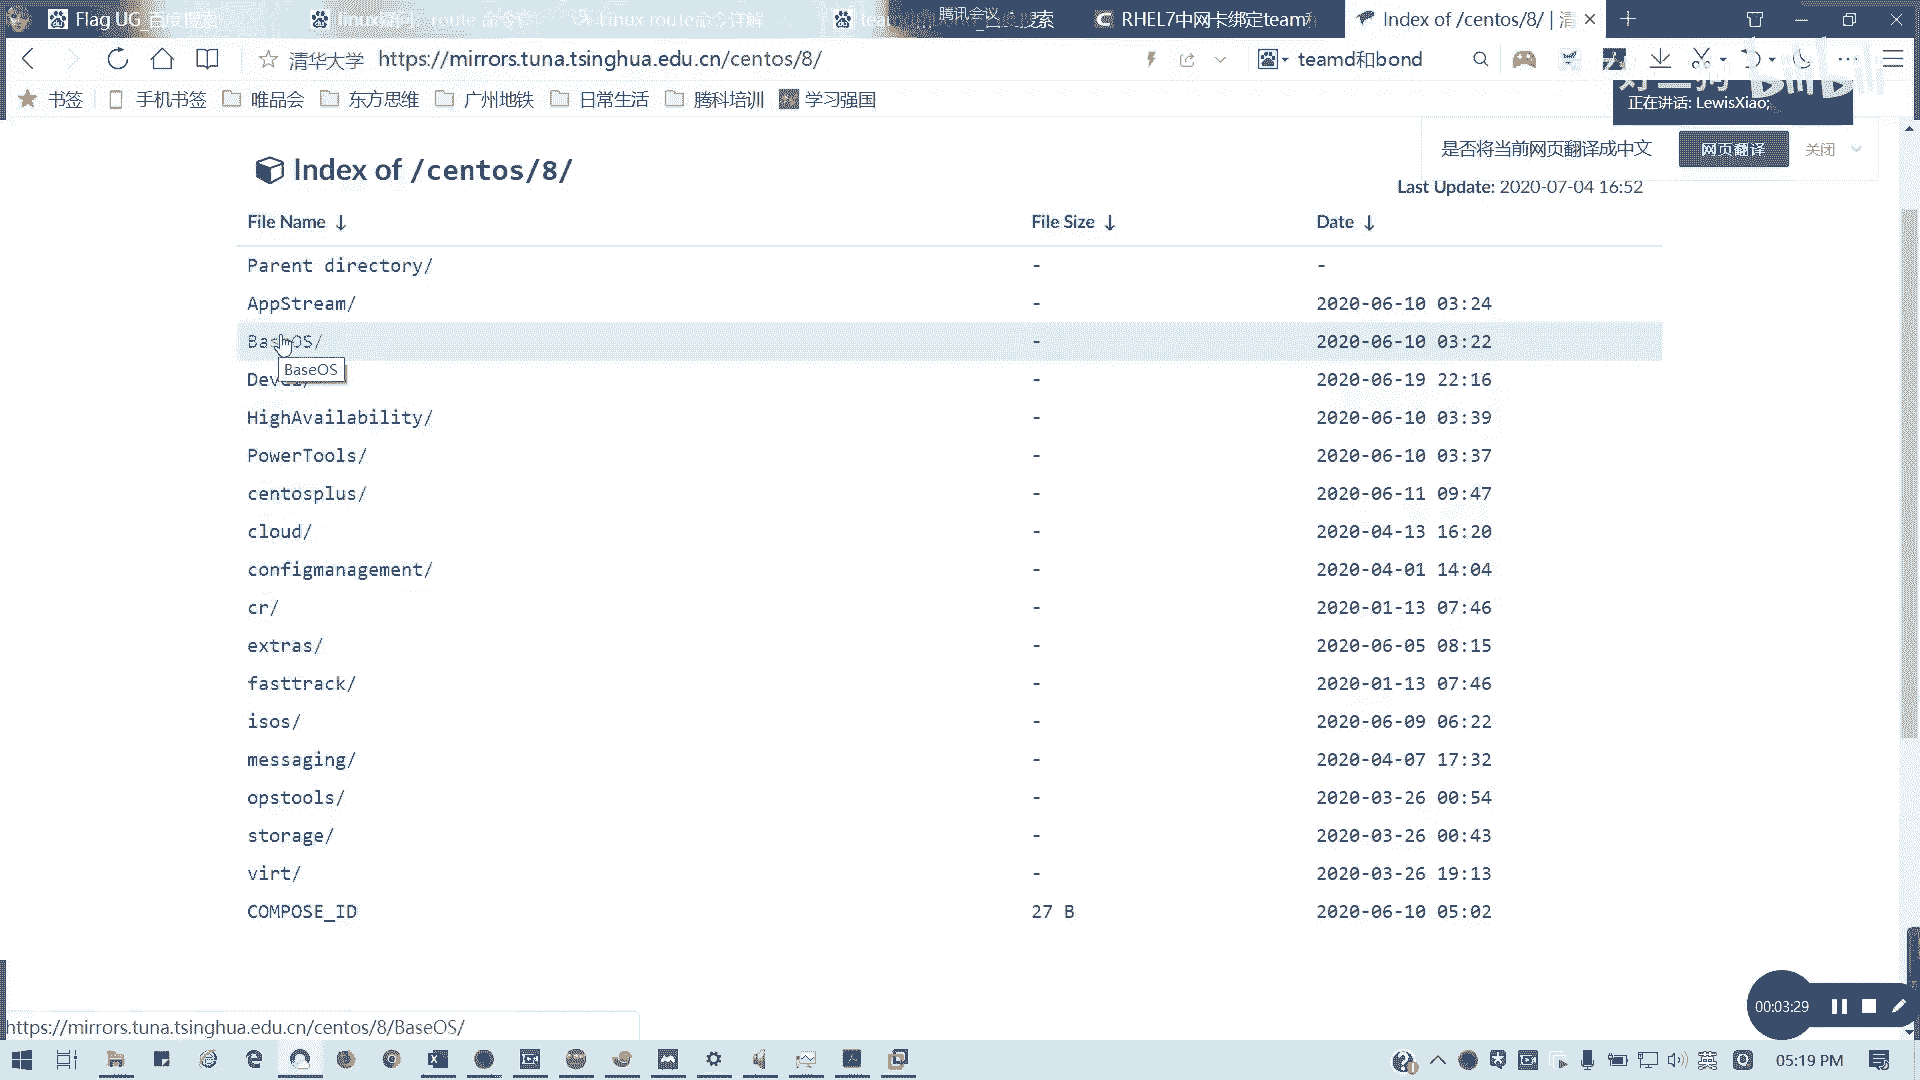 Flag UG_百度搜索
linux
route 命令
Linux route命令详解
腾讯会议
搜索
RHEL7中网卡绑定team和
Index of /centos/8/ | 清
清华大学 https://mirrors.tuna.tsinghua.edu.cn/centos/8/
teamd和bond
书签 手机书签 唯品会 东方思维 广州地铁 日常生活 腾科培训 学习强国
bilibili
正在讲话: LewisXiao;
是否将当前网页翻译成中文 网页翻译 关闭
Index of /centos/8/
Last Update: 2020-07-04 16:52
File Name ↓ File Size ↓ Date ↓
Parent directory/ - -
AppStream/ - 2020-06-10 03:24
BaseOS/ - 2020-06-10 03:22
BaseOS
Devel/ - 2020-06-19 22:16
HighAvailability/ - 2020-06-10 03:39
PowerTools/ - 2020-06-10 03:37
centosplus/ - 2020-06-11 09:47
cloud/ - 2020-04-13 16:20
configmanagement/ - 2020-04-01 14:04
cr/ - 2020-01-13 07:46
extras/ - 2020-06-05 08:15
fasttrack/ - 2020-01-13 07:46
isos/ - 2020-06-09 06:22
messaging/ - 2020-04-07 17:32
opstools/ - 2020-03-26 00:54
storage/ - 2020-03-26 00:43
virt/ - 2020-03-26 19:13
COMPOSE_ID 27 B 2020-06-10 05:02
00:03:29
https://mirrors.tuna.tsinghua.edu.cn/centos/8/BaseOS/
英
05:19 PM